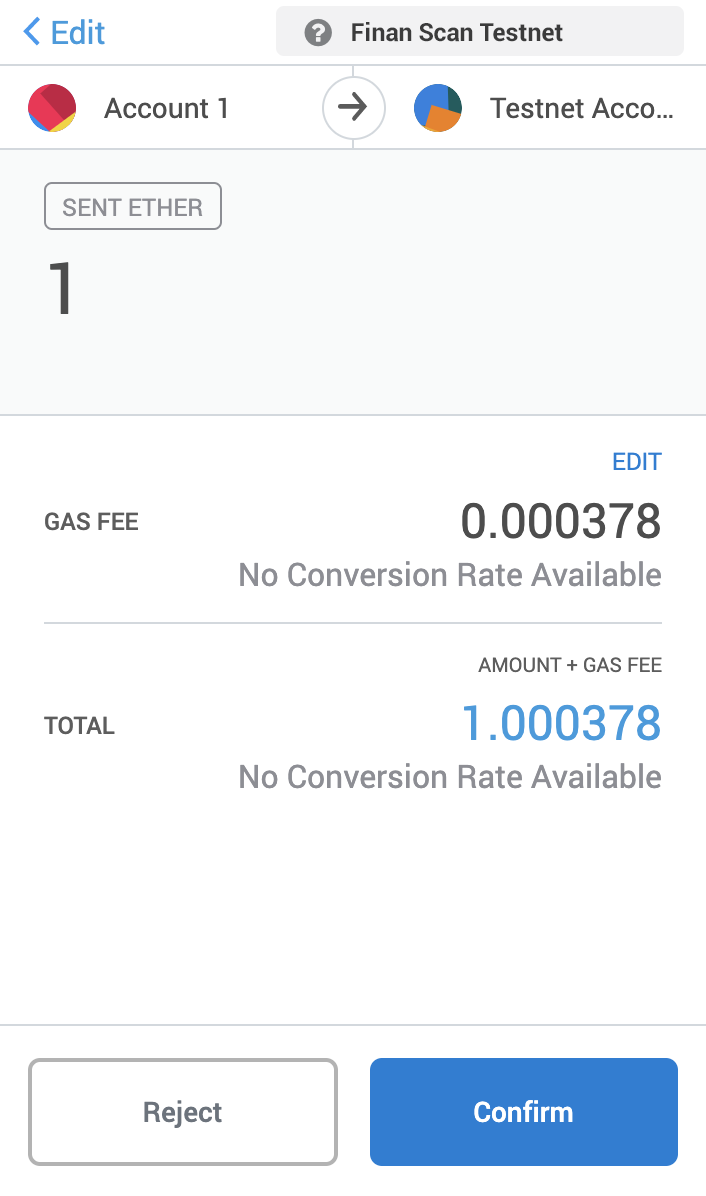 Edit
? Finan Scan Testnet
Account 1
Testnet Acco...
SENT ETHER
1
EDIT
GAS FEE
0.000378
No Conversion Rate Available
AMOUNT + GAS FEE
TOTAL
1.000378
No Conversion Rate Available
Reject
Confirm